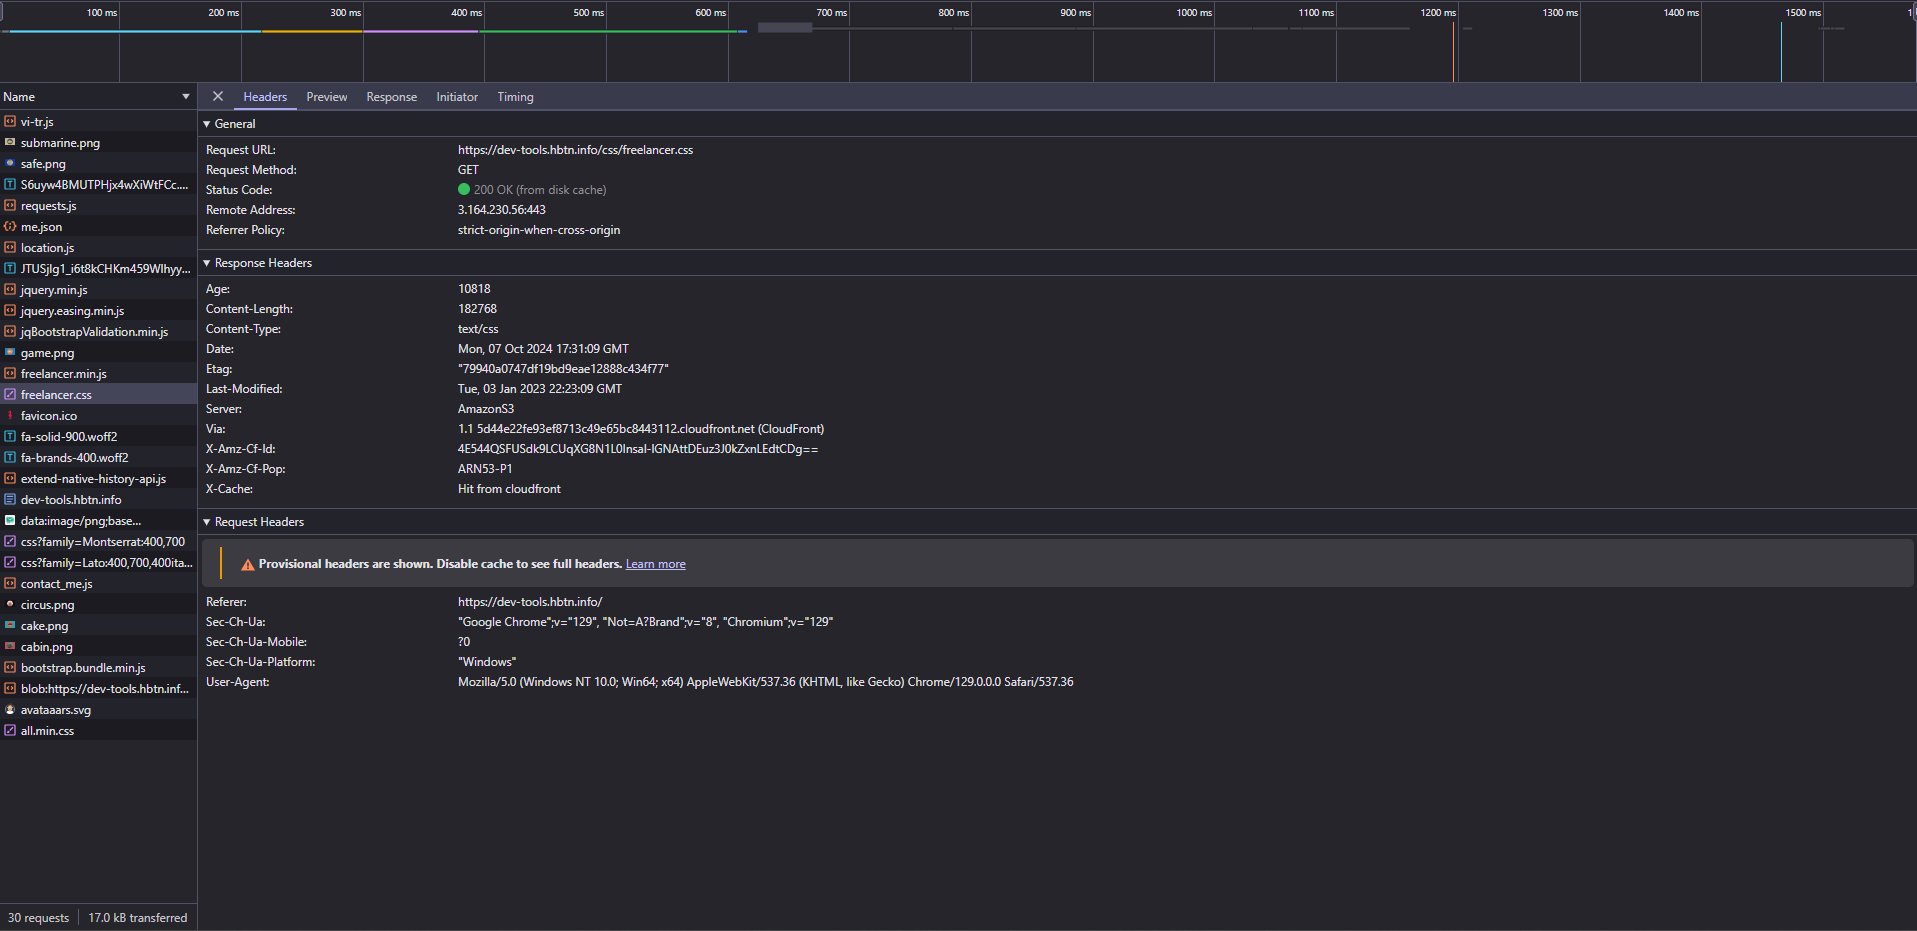 100 ms
200 ms
300 ms
400 ms
500 ms
600 ms
700 ms
800 ms
900 ms
1000 ms
1100 ms
1200 ms
1300 ms
1400 ms
1500 ms
Name
vi-tr.js
submarine.png
safe.png
S6uyw4BMUTPHjx4wXiWtFCc....
requests.js
me.json
location.js
JTUSjIg1_i6t8kCHKm459Wlhyy...
jquery.min.js
jquery.easing.min.js
jqBootstrapValidation.min.js
game.png
freelancer.min.js
freelancer.css
favicon.ico
fa-solid-900.woff2
fa-brands-400.woff2
extend-native-history-api.js
dev-tools.hbtn.info
data:image/png;base...
css?family=Montserrat:400,700
css?family=Lato:400,700,400ita...
contact_me.js
circus.png
cake.png
cabin.png
bootstrap.bundle.min.js
blob:https://dev-tools.hbtn.inf...
avataaars.svg
all.min.css
30 requests 17.0 kB transferred
Headers Preview Response Initiator Timing
General
Request URL: https://dev-tools.hbtn.info/css/freelancer.css
Request Method: GET
Status Code: 200 OK (from disk cache)
Remote Address: 3.164.230.56:443
Referrer Policy: strict-origin-when-cross-origin
Response Headers
Age: 10818
Content-Length: 182768
Content-Type: text/css
Date: Mon, 07 Oct 2024 17:31:09 GMT
Etag: "79940a0747df19bd9eae12888c434f77"
Last-Modified: Tue, 03 Jan 2023 22:23:09 GMT
Server: AmazonS3
Via: 1.1 5d44e22fe93ef8713c49e65bc8443112.cloudfront.net (CloudFront)
X-Amz-Cf-Id: 4E544QSFUSdk9LCUqXG8N1L0Insal-IGNAttDEuz3J0kZxnLEdtCDg==
X-Amz-Cf-Pop: ARN53-P1
X-Cache: Hit from cloudfront
Request Headers
Provisional headers are shown. Disable cache to see full headers. Learn more
Referer: https://dev-tools.hbtn.info/
Sec-Ch-Ua: "Google Chrome";v="129", "Not=A?Brand";v="8", "Chromium";v="129"
Sec-Ch-Ua-Mobile: ?0
Sec-Ch-Ua-Platform: "Windows"
User-Agent: Mozilla/5.0 (Windows NT 10.0; Win64; x64) AppleWebKit/537.36 (KHTML, like Gecko) Chrome/129.0.0.0 Safari/537.36